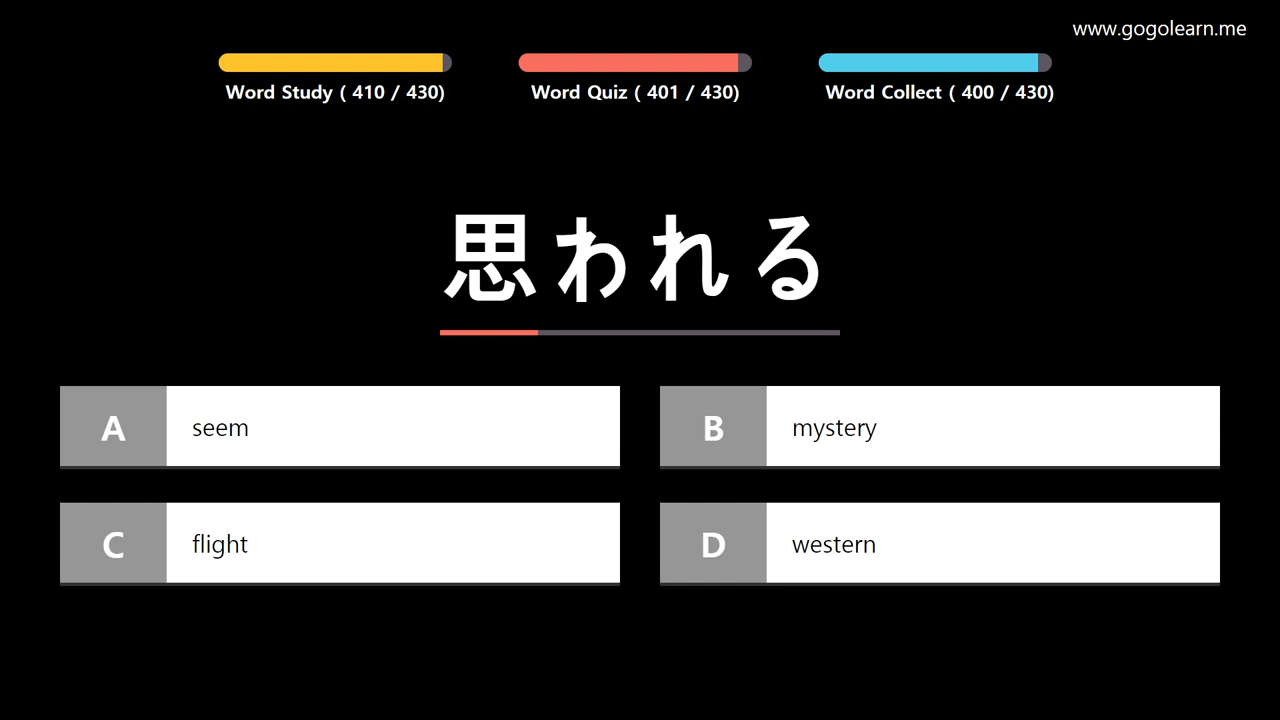 www.gogolearn.me
Word Study ( 410 / 430)
Word Quiz ( 401 / 430)
Word Collect ( 400 / 430)
思われる
A seem
B mystery
C flight
D western